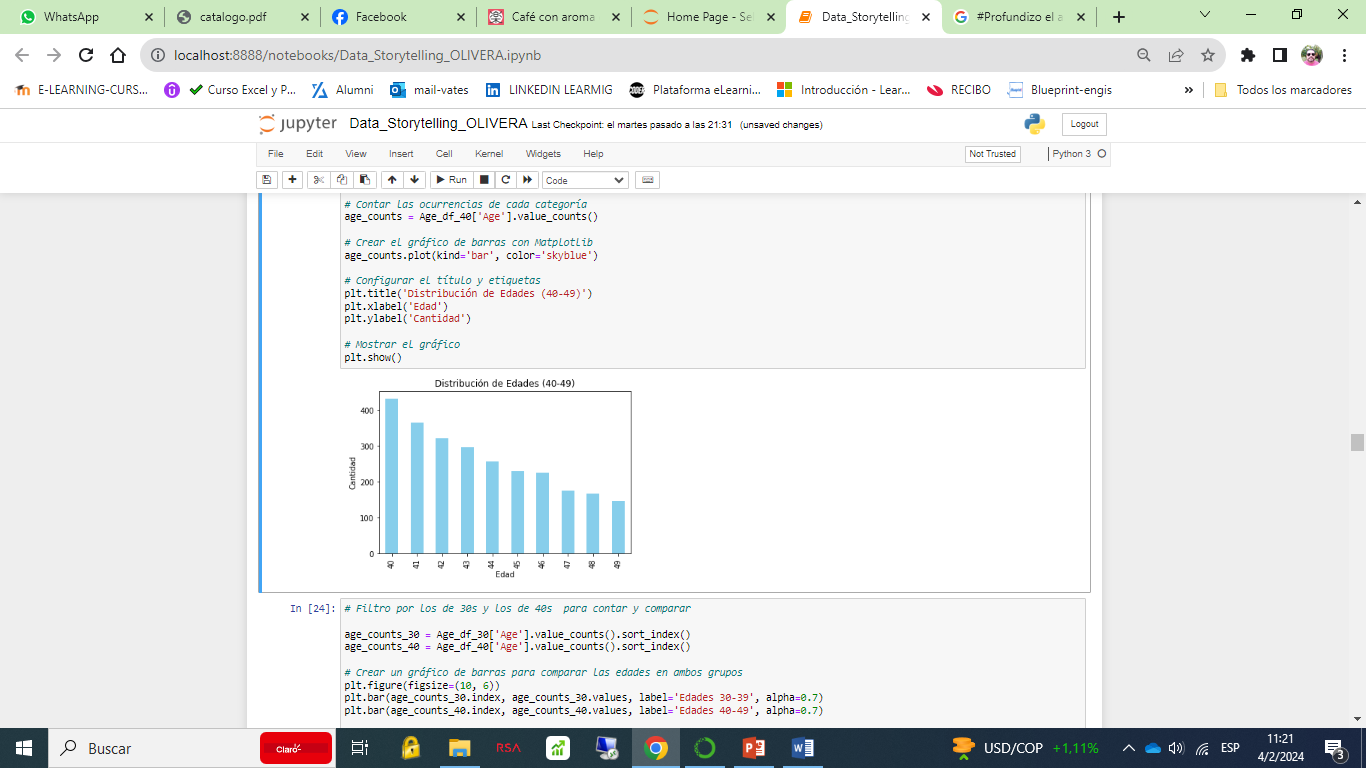 WhatsApp
catalogo.pdf
Facebook
Café con aroma
Home Page - Se
Data_Storytelling
#Profundizo el a
localhost:8888/notebooks/Data_Storytelling_OLIVERA.ipynb
E-LEARNING-CURS...
Curso Excel y P...
Alumni
mail-vates
LINKEDIN LEARMIG
Plataforma eLearni...
Introducción - Lear...
RECIBO
Blueprint-engis
»
Todos los marcadores
jupyter
Data_Storytelling_OLIVERA Last Checkpoint: el martes pasado a las 21:31 (unsaved changes)
Logout
File Edit View Insert Cell Kernel Widgets Help
Not Trusted
Python 3
Run
Code
# Contar las ocurrencias de cada categoría
age_counts = Age_df_40['Age'].value_counts()
# Crear el gráfico de barras con Matplotlib
age_counts.plot(kind='bar', color='skyblue')
# Configurar el título y etiquetas
plt.title('Distribución de Edades (40-49)')
plt.xlabel('Edad')
plt.ylabel('Cantidad')
# Mostrar el gráfico
plt.show()
Distribución de Edades (40-49)
400
300
200
100
0
Cantidad
40 41 42 43 44 45 46 47 48 49
Edad
In [24]:
# Filtro por los de 30s y los de 40s  para contar y comparar
age_counts_30 = Age_df_30['Age'].value_counts().sort_index()
age_counts_40 = Age_df_40['Age'].value_counts().sort_index()
# Crear un gráfico de barras para comparar las edades en ambos grupos
plt.figure(figsize=(10, 6))
plt.bar(age_counts_30.index, age_counts_30.values, label='Edades 30-39', alpha=0.7)
plt.bar(age_counts_40.index, age_counts_40.values, label='Edades 40-49', alpha=0.7)
Buscar
Claro
RSA
USD/COP +1,11%
ESP
11:21
4/2/2024
3